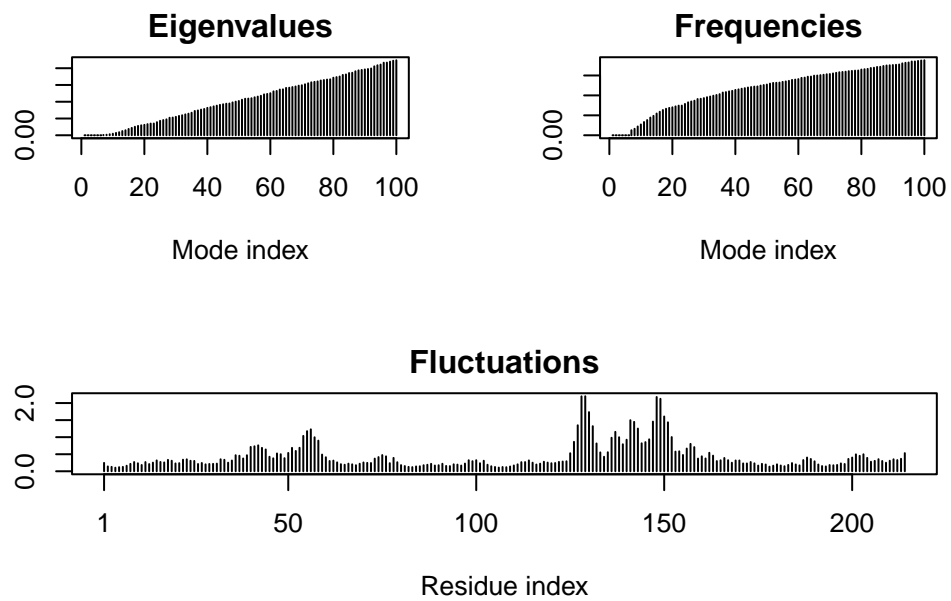 Eigenvalues
0.00
0 20 40 60 80 100
Mode index
Frequencies
0.00
0 20 40 60 80 100
Mode index
Fluctuations
2.0
0.0
1 50 100 150 200
Residue index